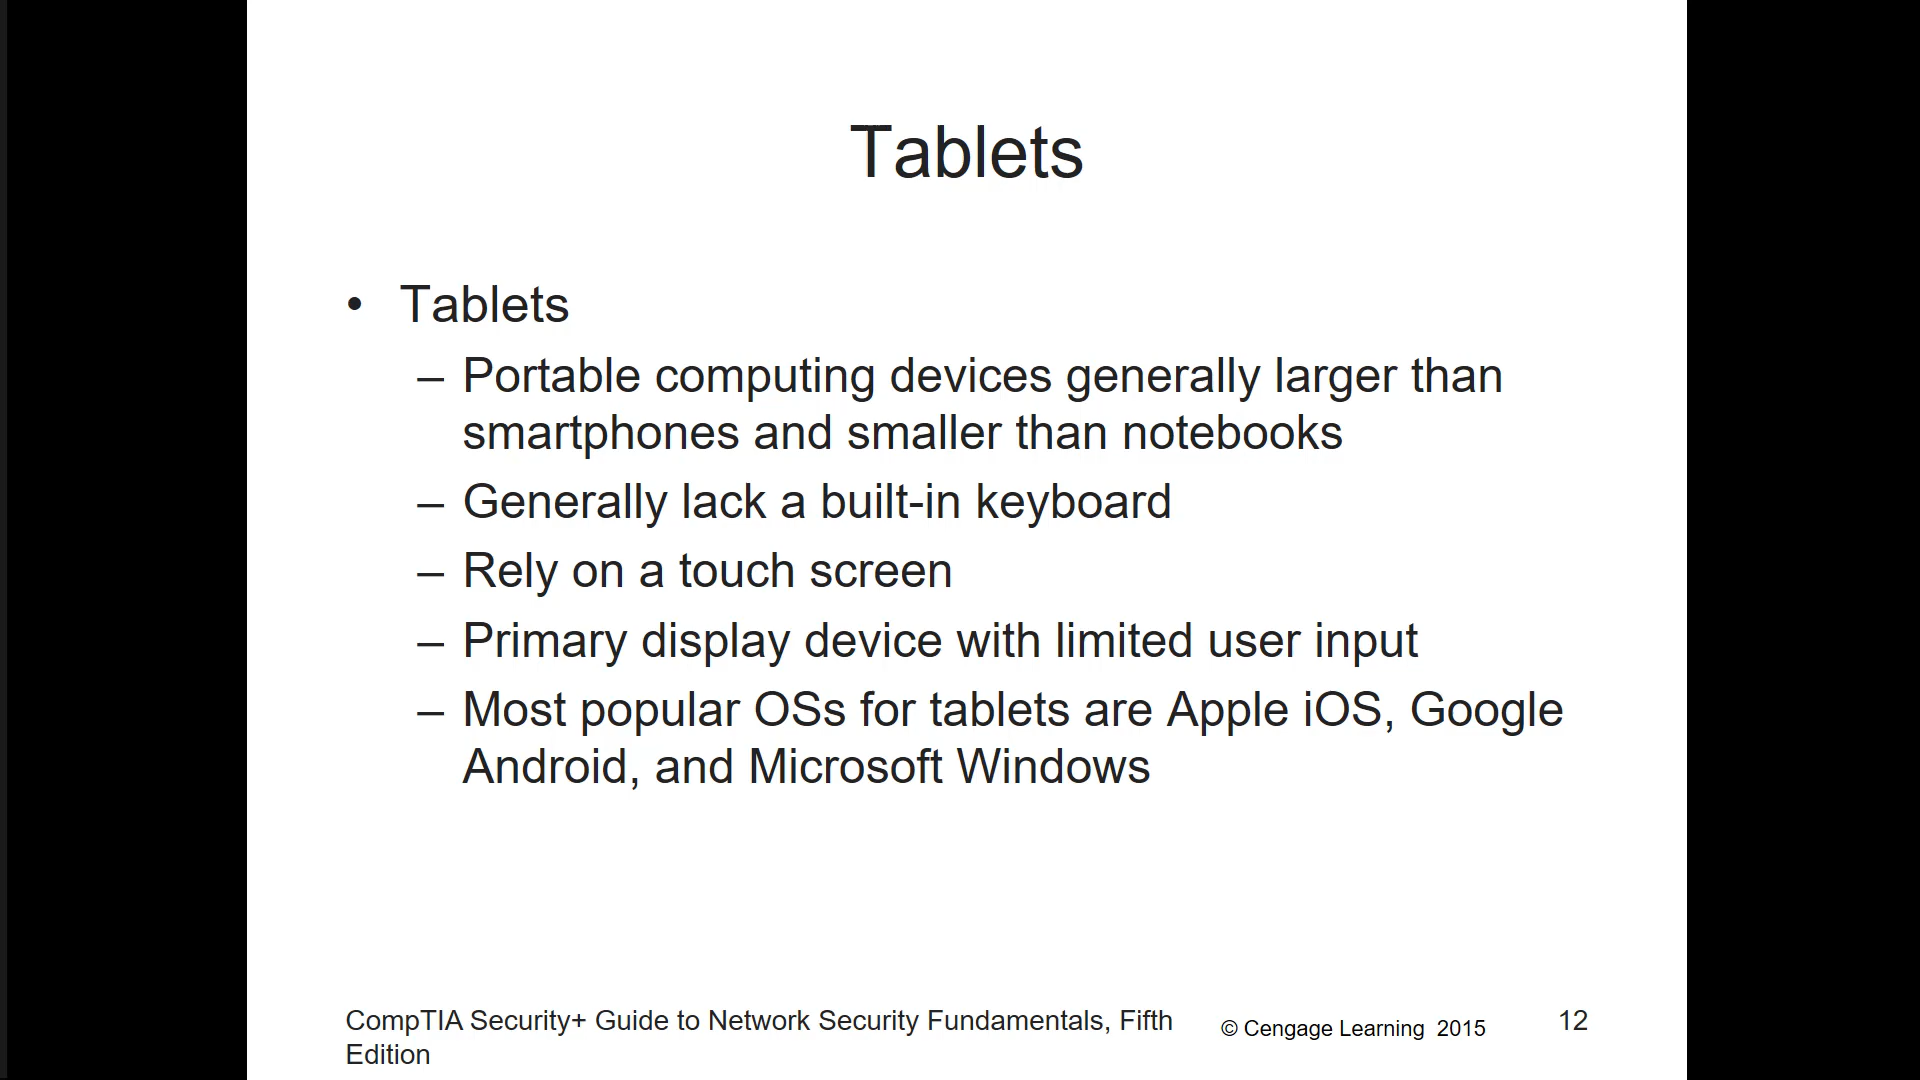 Tablets
• Tablets
– Portable computing devices generally larger than
smartphones and smaller than notebooks
– Generally lack a built-in keyboard
– Rely on a touch screen
– Primary display device with limited user input
– Most popular OSs for tablets are Apple iOS, Google
Android, and Microsoft Windows
CompTIA Security+ Guide to Network Security Fundamentals, Fifth
Edition
© Cengage Learning 2015
12